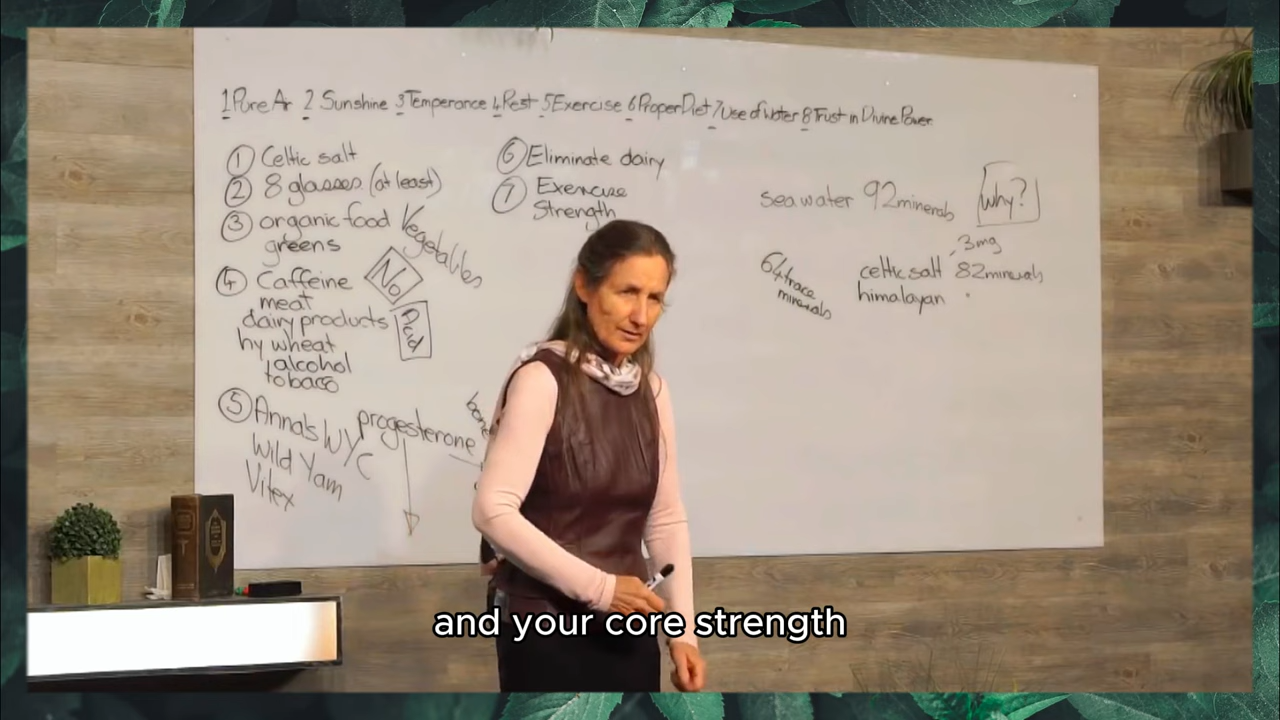 1 Pure Air 2 Sunshine 3 Temperance 4 Rest 5 Exercise 6 Proper Diet 7 Use of Water 8 Trust in Divine Power
① Celtic salt
② 8 glasses (at least)
③ organic food Vegetables
greens
④ Caffeine No
meat
dairy products Acid
hy wheat
alcohol
tobaco
⑤ Anna's WYC progesterone
Wild Yam
Vitex
⑥ Eliminate dairy
⑦ Exercise
Strength
sea water 92 minerals why?
3mg
64 trace
minerals
celtic salt 82 minerals
himalayan
and your core strength